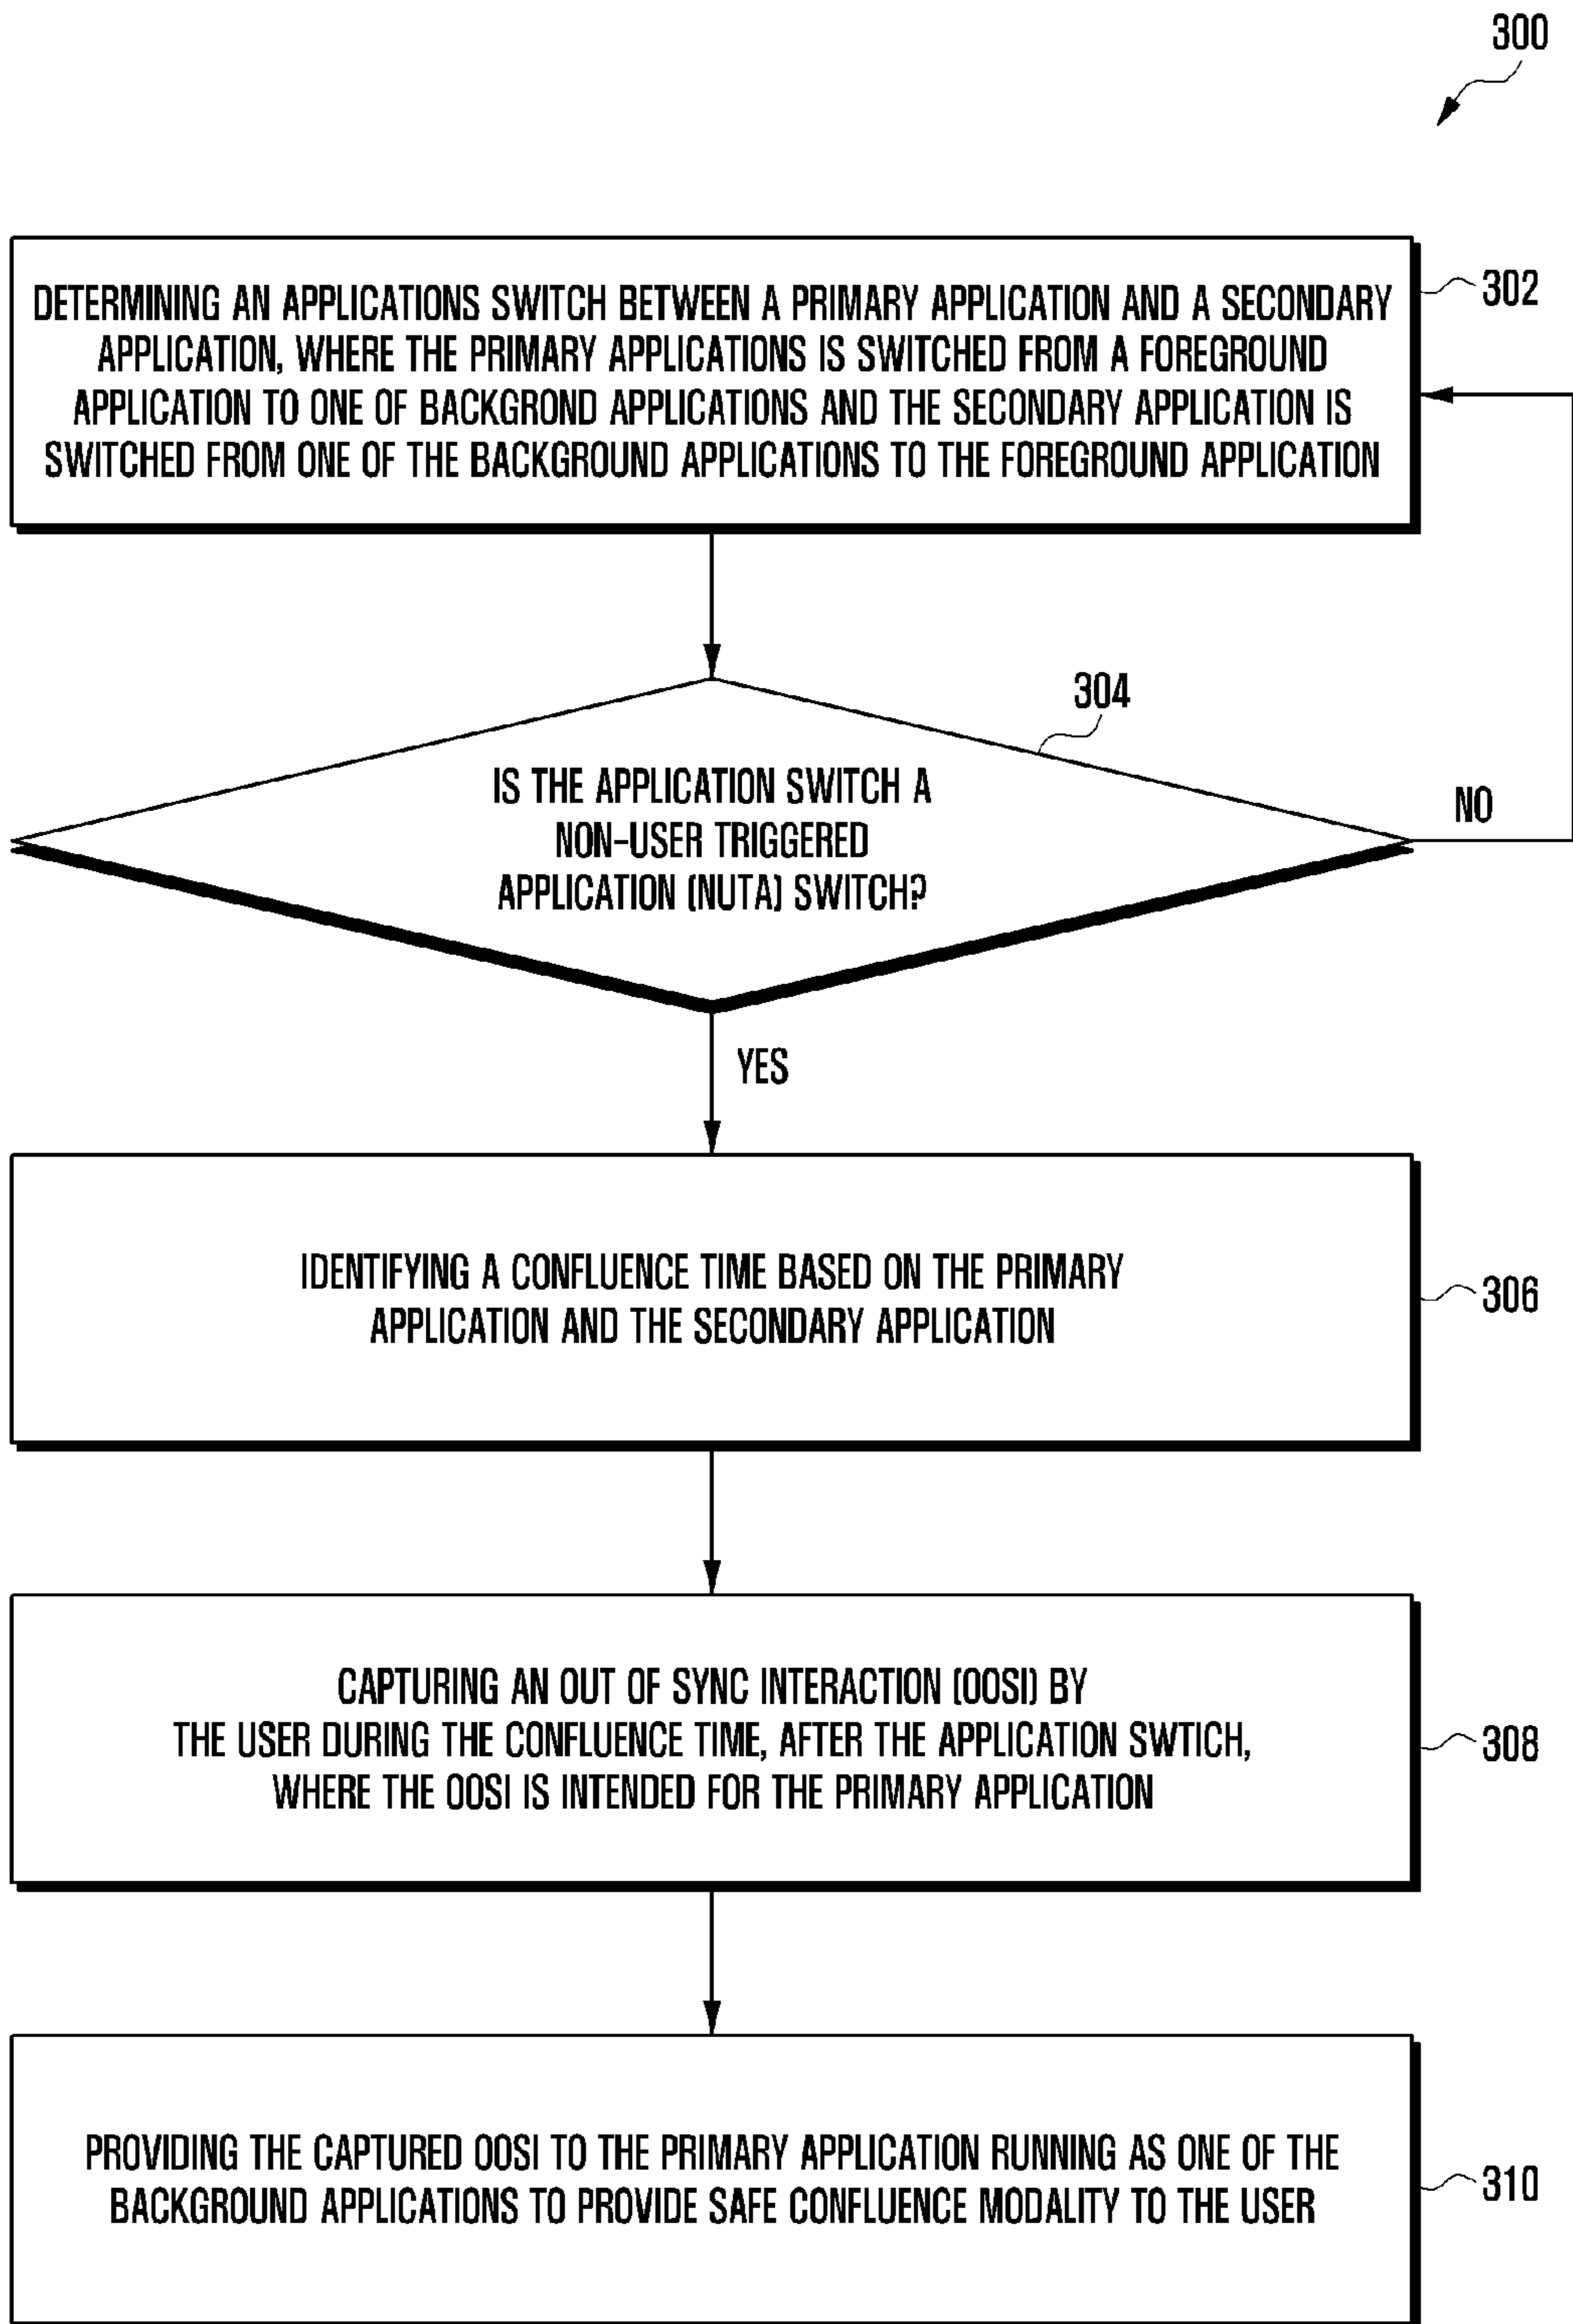 300
DETERMINING AN APPLICATIONS SWITCH BETWEEN A PRIMARY APPLICATION AND A SECONDARY
APPLICATION, WHERE THE PRIMARY APPLICATIONS IS SWITCHED FROM A FOREGROUND
APPLICATION TO ONE OF BACKGROND APPLICATIONS AND THE SECONDARY APPLICATION IS
SWITCHED FROM ONE OF THE BACKGROUND APPLICATIONS TO THE FOREGROUND APPLICATION
302
304
IS THE APPLICATION SWITCH A
NON-USER TRIGGERED
APPLICATION (NUTA) SWITCH?
NO
YES
IDENTIFYING A CONFLUENCE TIME BASED ON THE PRIMARY
APPLICATION AND THE SECONDARY APPLICATION
306
CAPTURING AN OUT OF SYNC INTERACTION (OOSI) BY
THE USER DURING THE CONFLUENCE TIME, AFTER THE APPLICATION SWTICH,
WHERE THE OOSI IS INTENDED FOR THE PRIMARY APPLICATION
308
PROVIDING THE CAPTURED OOSI TO THE PRIMARY APPLICATION RUNNING AS ONE OF THE
BACKGROUND APPLICATIONS TO PROVIDE SAFE CONFLUENCE MODALITY TO THE USER
310